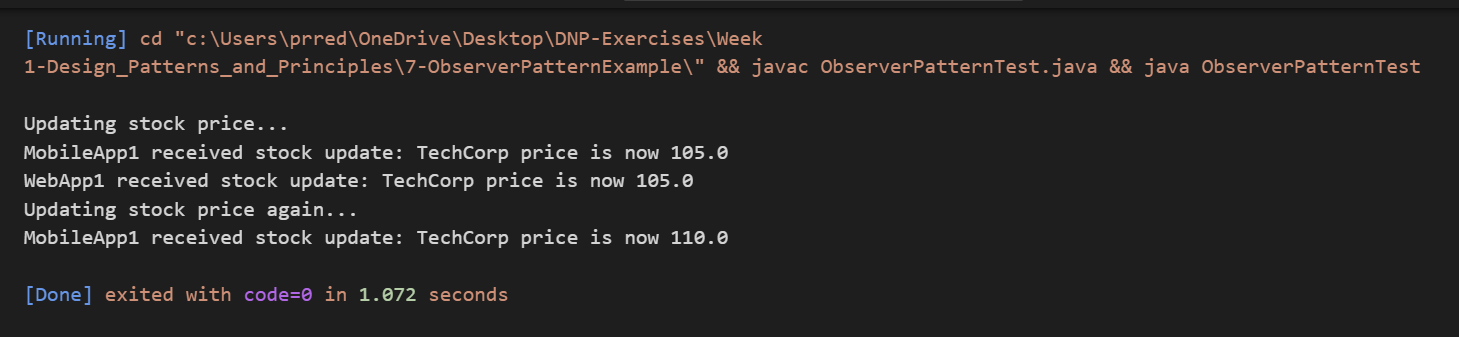 [Running] cd "c:\Users\prred\OneDrive\Desktop\DNP-Exercises\Week
1-Design_Patterns_and_Principles\7-ObserverPatternExample\" && javac ObserverPatternTest.java && java ObserverPatternTest
Updating stock price...
MobileApp1 received stock update: TechCorp price is now 105.0
WebApp1 received stock update: TechCorp price is now 105.0
Updating stock price again...
MobileApp1 received stock update: TechCorp price is now 110.0
[Done] exited with code=0 in 1.072 seconds